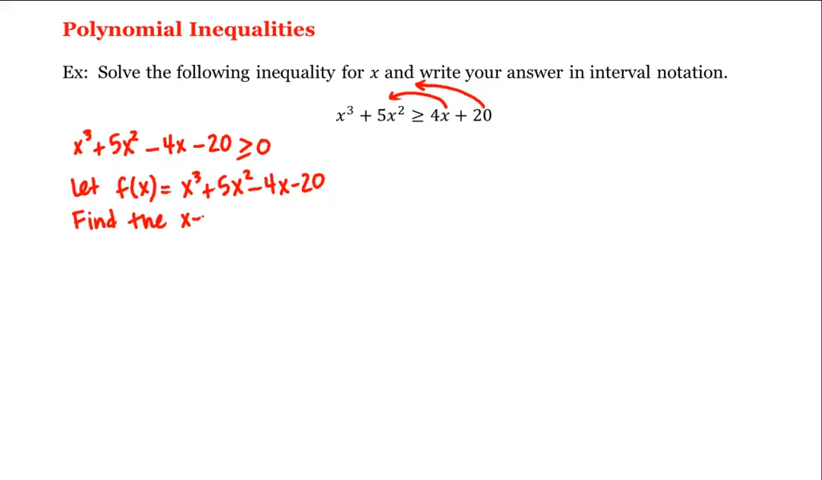 Polynomial Inequalities
Ex: Solve the following inequality for x and write your answer in interval notation.
x³ + 5x² ≥ 4x + 20
x³+5x²-4x-20≥0
Let f(x)= x³+5x²-4x-20
Find the x-